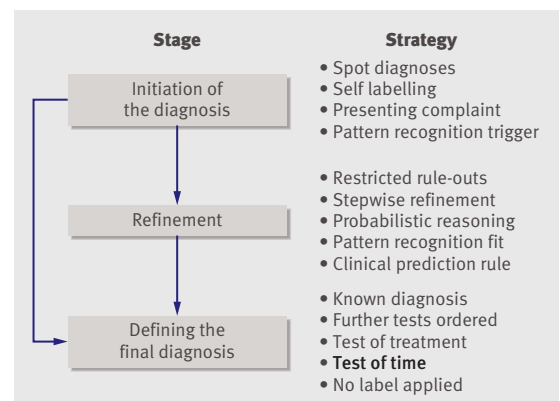 Stage
Strategy
Initiation of
the diagnosis
• Spot diagnoses
• Self labelling
• Presenting complaint
• Pattern recognition trigger
Refinement
• Restricted rule-outs
• Stepwise refinement
• Probabilistic reasoning
• Pattern recognition fit
• Clinical prediction rule
Defining the
final diagnosis
• Known diagnosis
• Further tests ordered
• Test of treatment
• Test of time
• No label applied